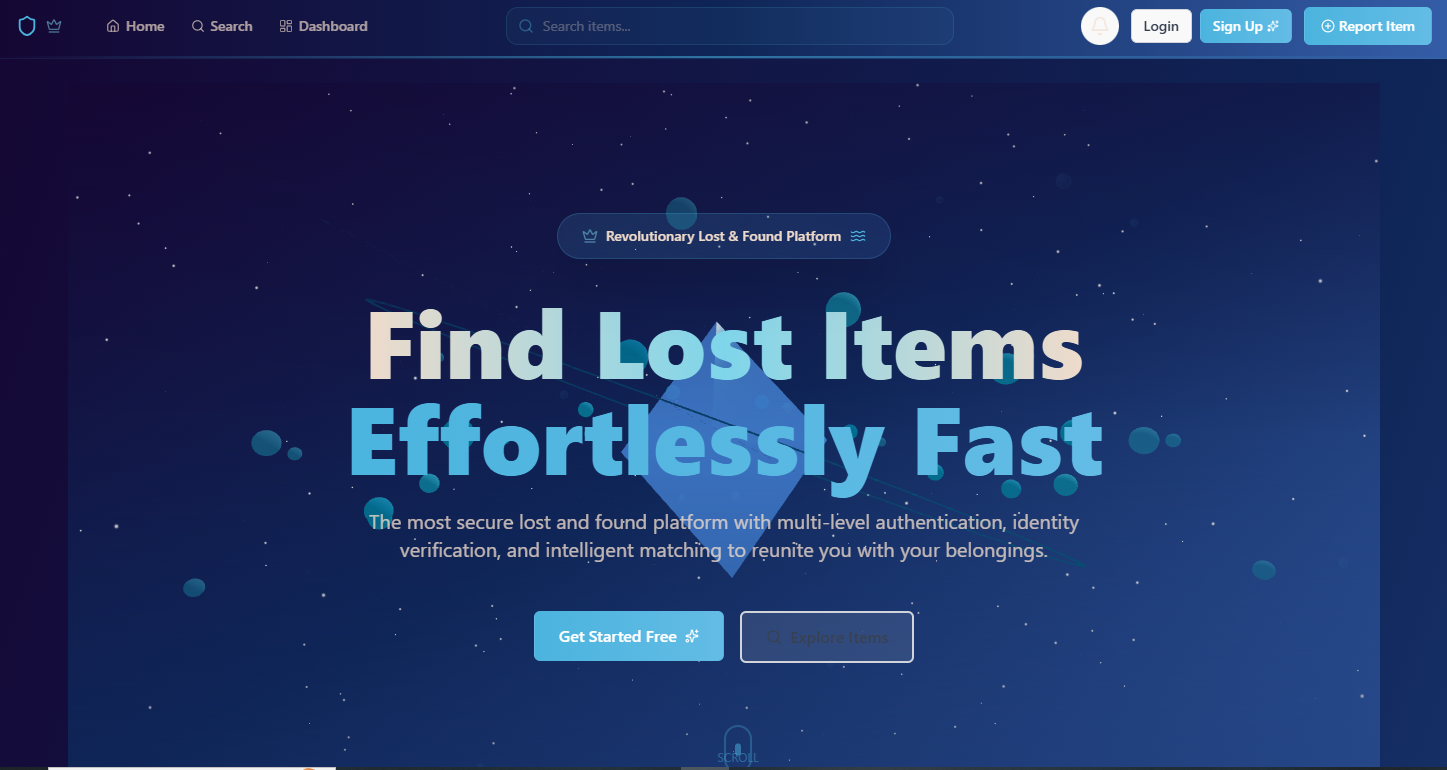 Home Search Dashboard Search items... Login Sign Up Report Item
Revolutionary Lost & Found Platform
Find Lost Items
Effortlessly Fast
The most secure lost and found platform with multi-level authentication, identity
verification, and intelligent matching to reunite you with your belongings.
Get Started Free Explore Items
SCROLL